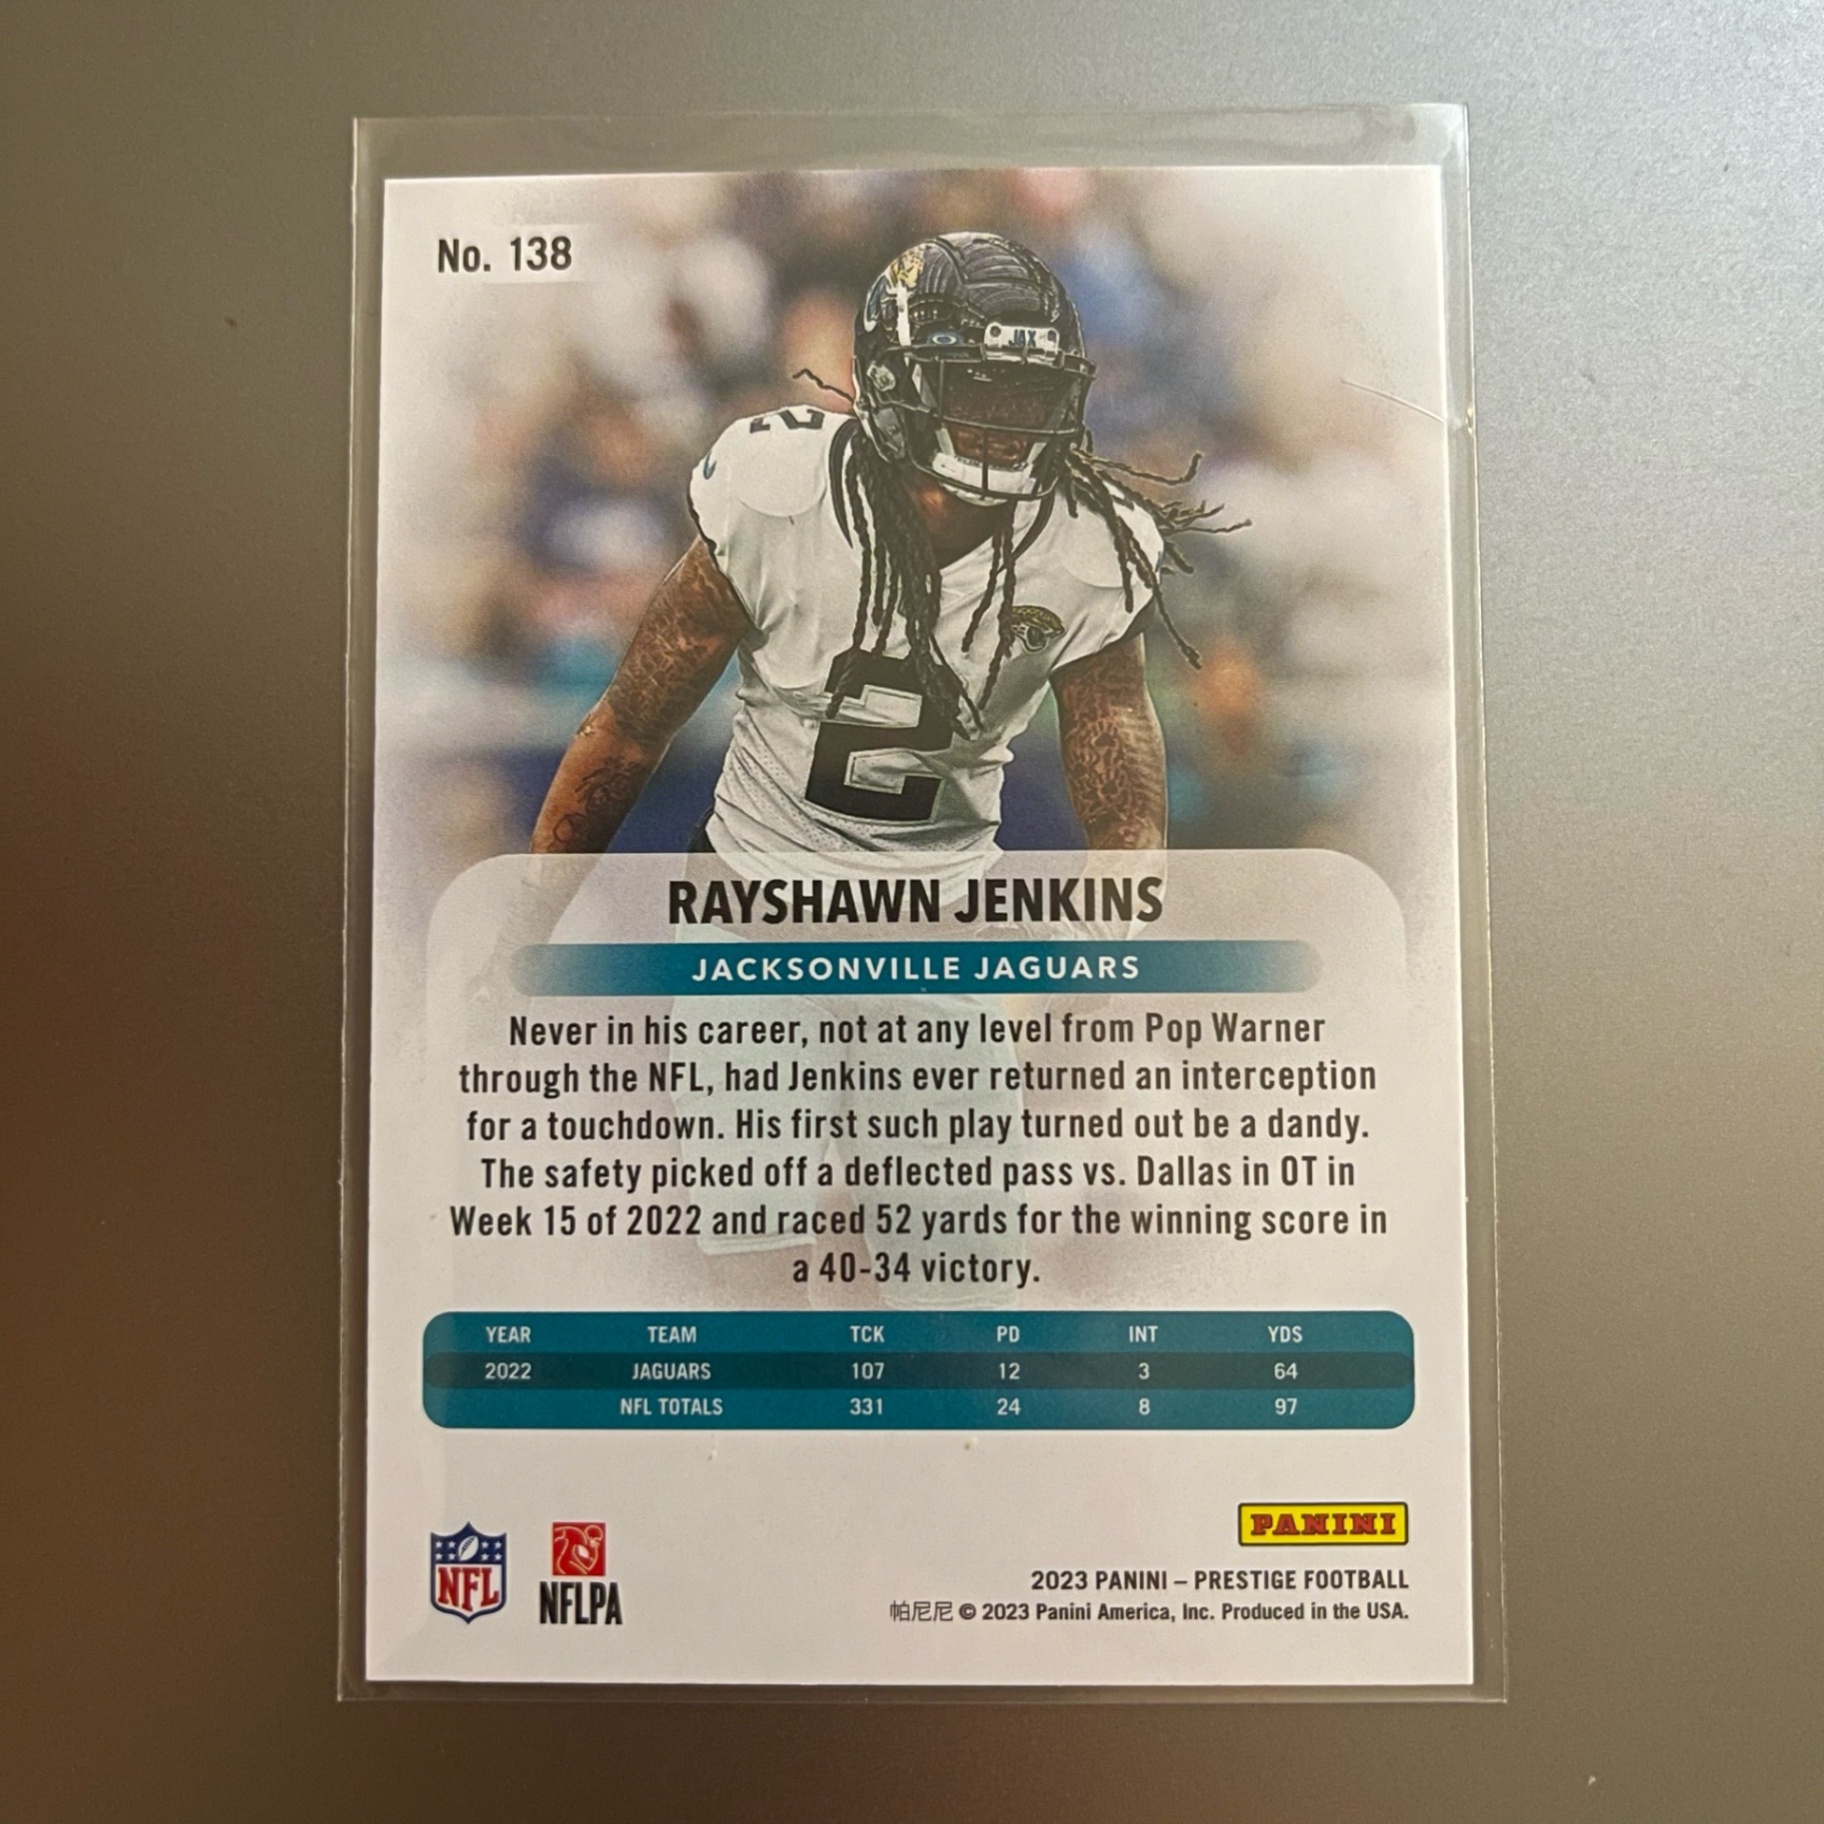 No. 138
JAX
2
2
RAYSHAWN JENKINS
JACKSONVILLE JAGUARS
Never in his career, not at any level from Pop Warner
through the NFL, had Jenkins ever returned an interception
for a touchdown. His first such play turned out be a dandy.
The safety picked off a deflected pass vs. Dallas in OT in
Week 15 of 2022 and raced 52 yards for the winning score in
a 40-34 victory.
YEAR TEAM TCK PD INT YDS
2022 JAGUARS 107 12 3 64
NFL TOTALS 331 24 8 97
PANINI
NFL
NFLPA
2023 PANINI – PRESTIGE FOOTBALL
帕尼尼 © 2023 Panini America, Inc. Produced in the USA.